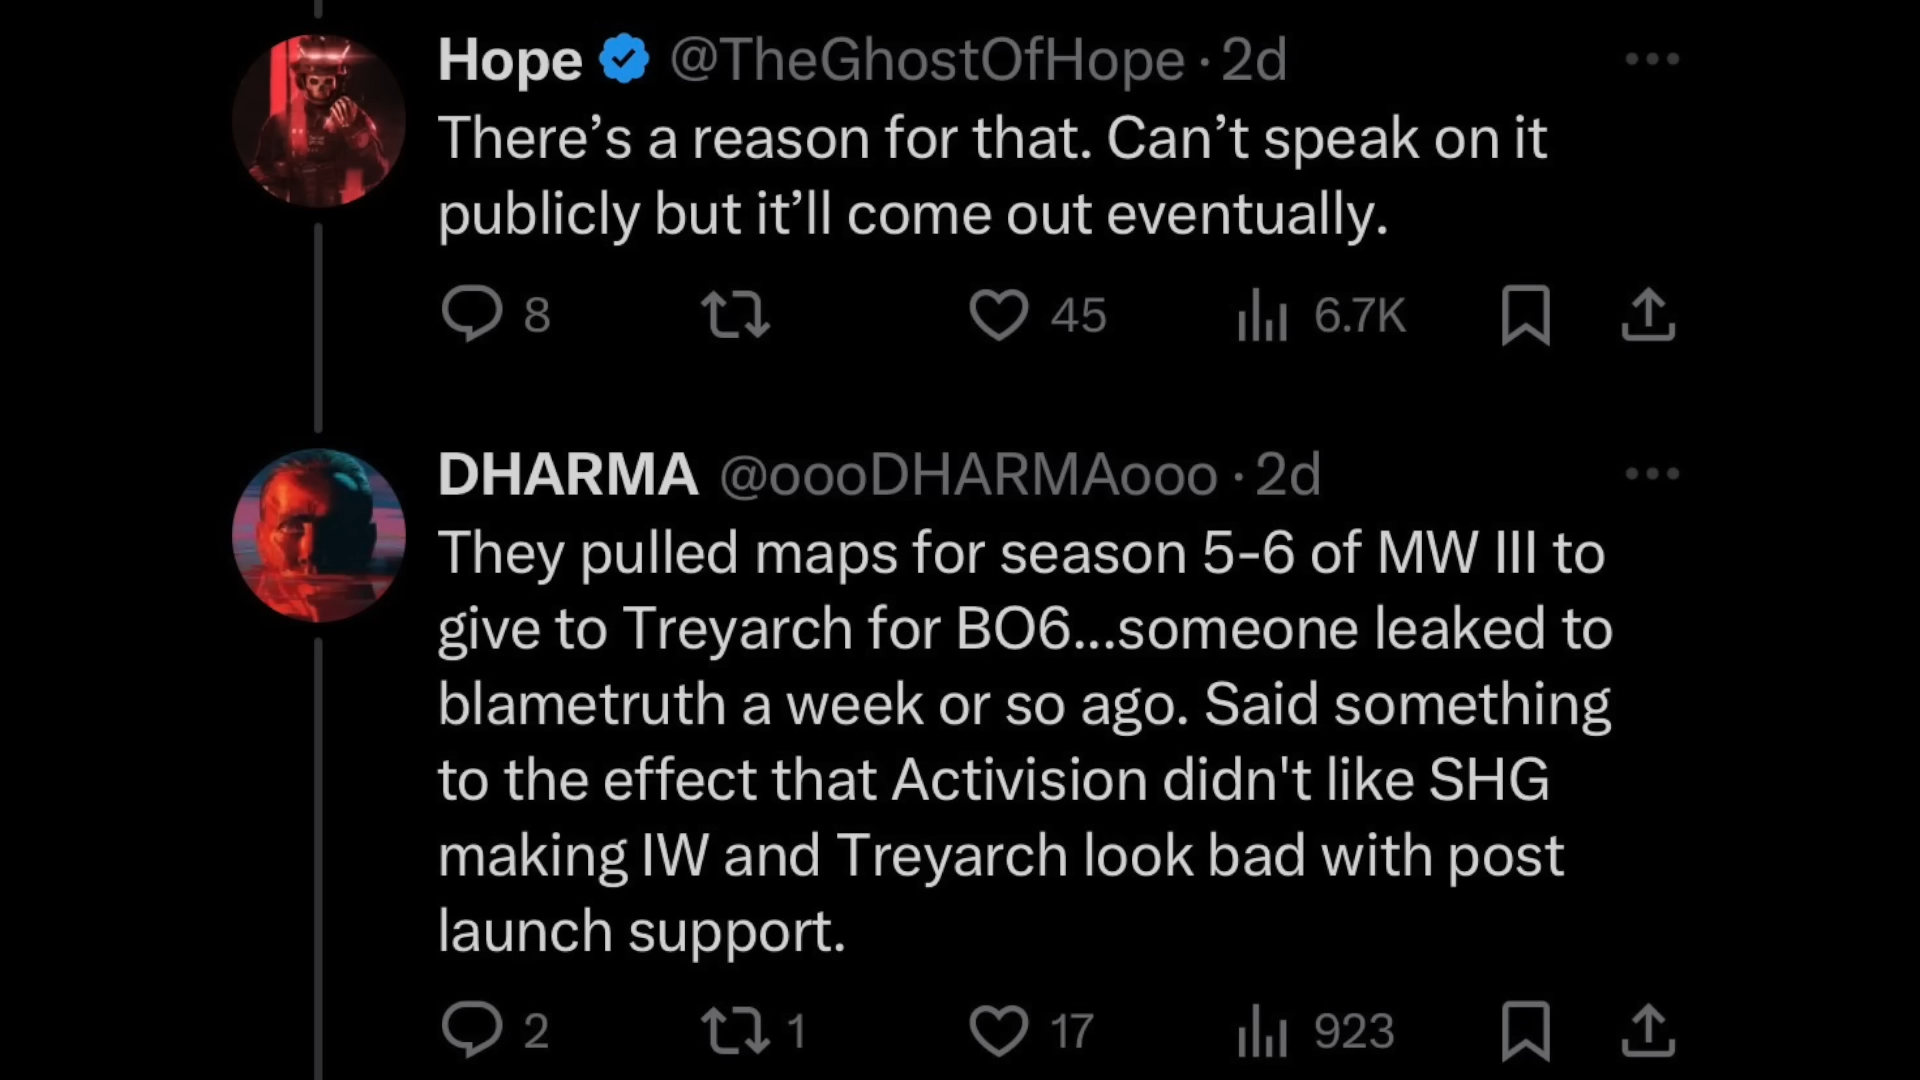 Hope @TheGhostOfHope · 2d
There’s a reason for that. Can’t speak on it
publicly but it’ll come out eventually.
8 45 6.7K
DHARMA @oooDHARMAooo · 2d
They pulled maps for season 5-6 of MW III to
give to Treyarch for BO6...someone leaked to
blametruth a week or so ago. Said something
to the effect that Activision didn't like SHG
making IW and Treyarch look bad with post
launch support.
2 1 17 923